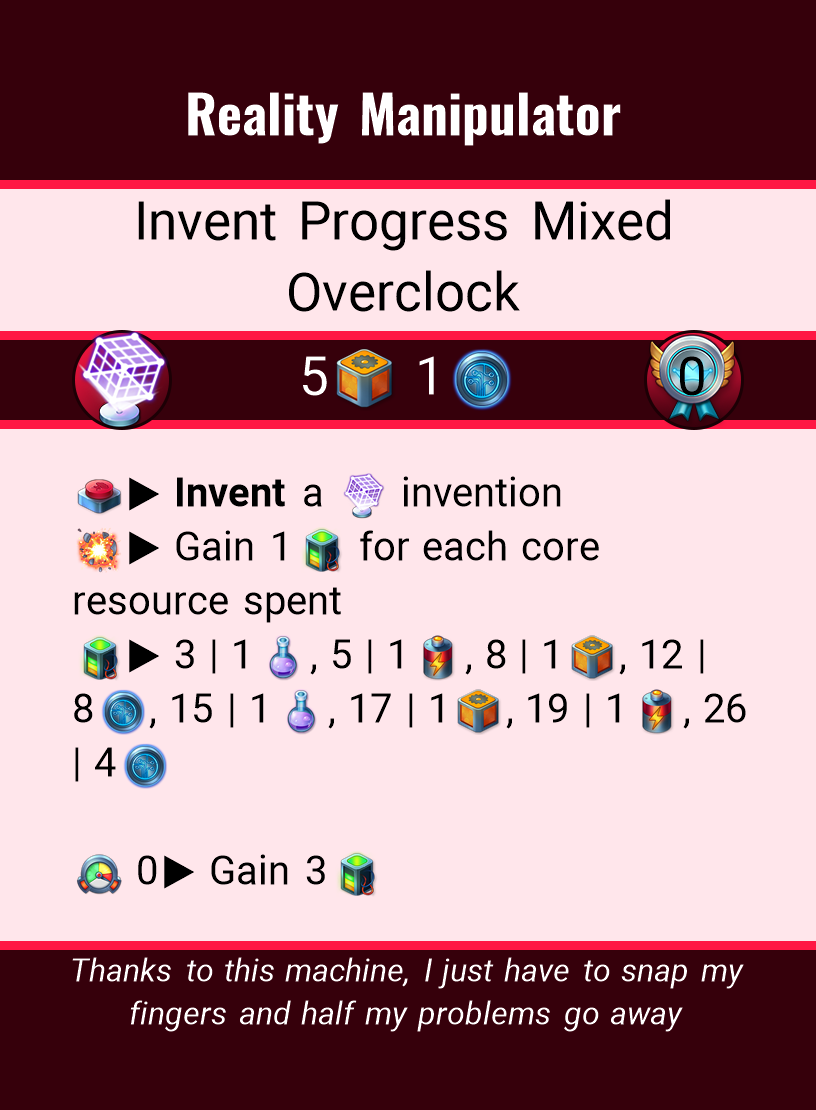 Reality Manipulator
Invent Progress Mixed
Overclock
5 1 0
▶ Invent a invention
▶ Gain 1 for each core
resource spent
▶ 3 | 1 , 5 | 1 , 8 | 1 , 12 |
8 , 15 | 1 , 17 | 1 , 19 | 1 , 26
| 4
0▶ Gain 3
Thanks to this machine, I just have to snap my
fingers and half my problems go away